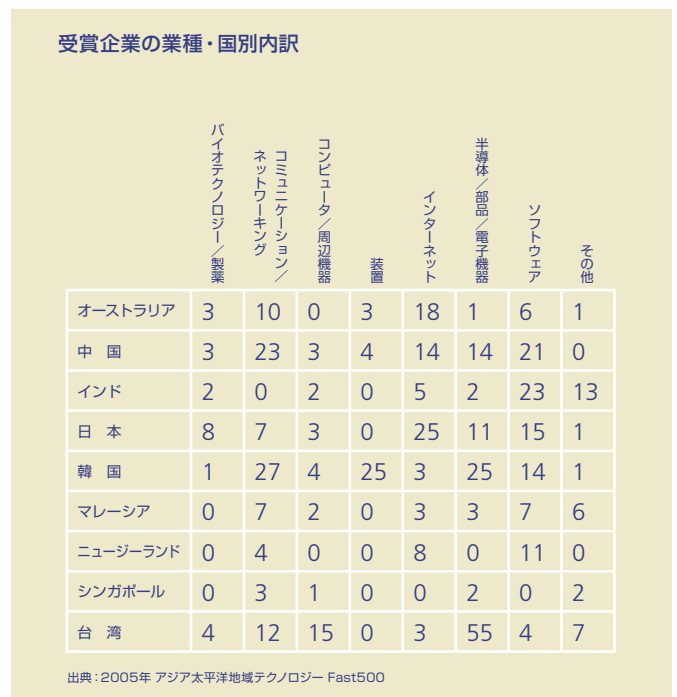 受賞企業の業種・国別内訳
バイオテクノロジー／製薬
コミュニケーション／
ネットワーキング
コンピュータ／周辺機器
装置
インターネット
半導体／部品／電子機器
ソフトウェア
その他
オーストラリア 3 10 0 3 18 1 6 1
中　国 3 23 3 4 14 14 21 0
インド 2 0 2 0 5 2 23 13
日　本 8 7 3 0 25 11 15 1
韓　国 1 27 4 25 3 25 14 1
マレーシア 0 7 2 0 3 3 7 6
ニュージーランド 0 4 0 0 8 0 11 0
シンガポール 0 3 1 0 0 2 0 2
台　湾 4 12 15 0 3 55 4 7
出典：2005年 アジア太平洋地域テクノロジー Fast500